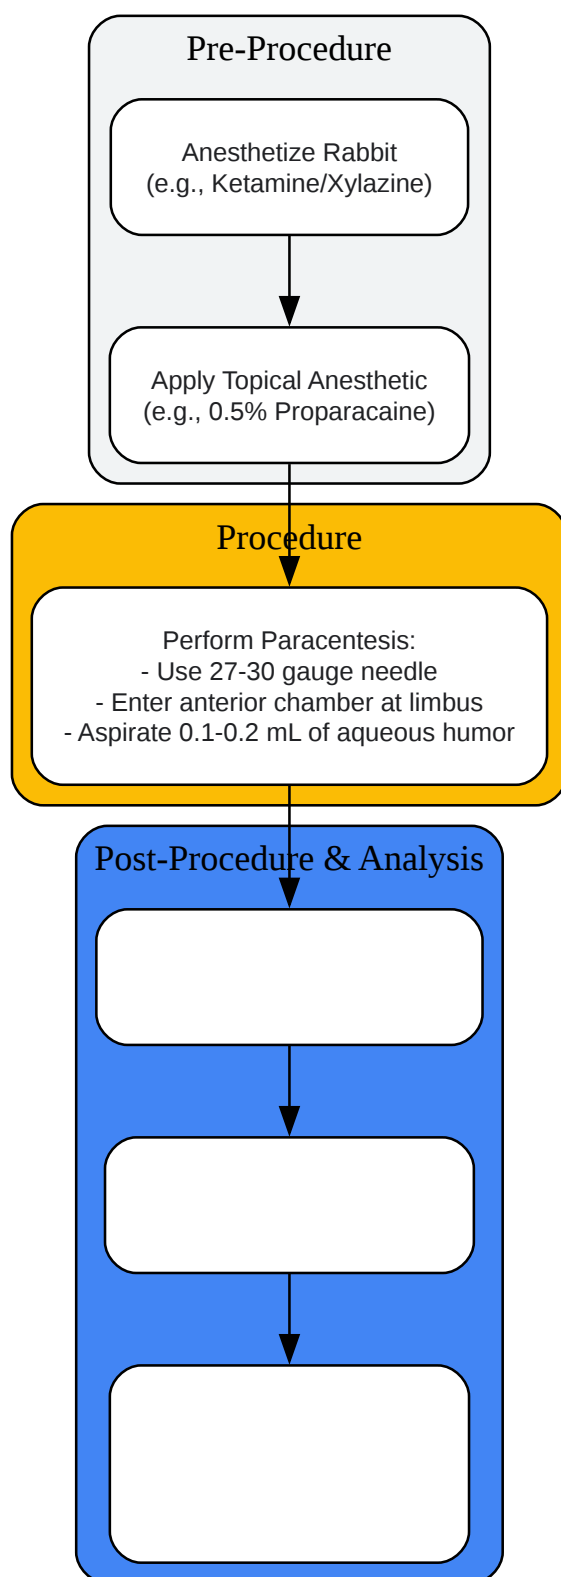 Pre-Procedure
Anesthetize Rabbit
(e.g., Ketamine/Xylazine)
Apply Topical Anesthetic
(e.g., 0.5% Proparacaine)
Procedure
Perform Paracentesis:
- Use 27-30 gauge needle
- Enter anterior chamber at limbus
- Aspirate 0.1-0.2 mL of aqueous humor
Post-Procedure & Analysis